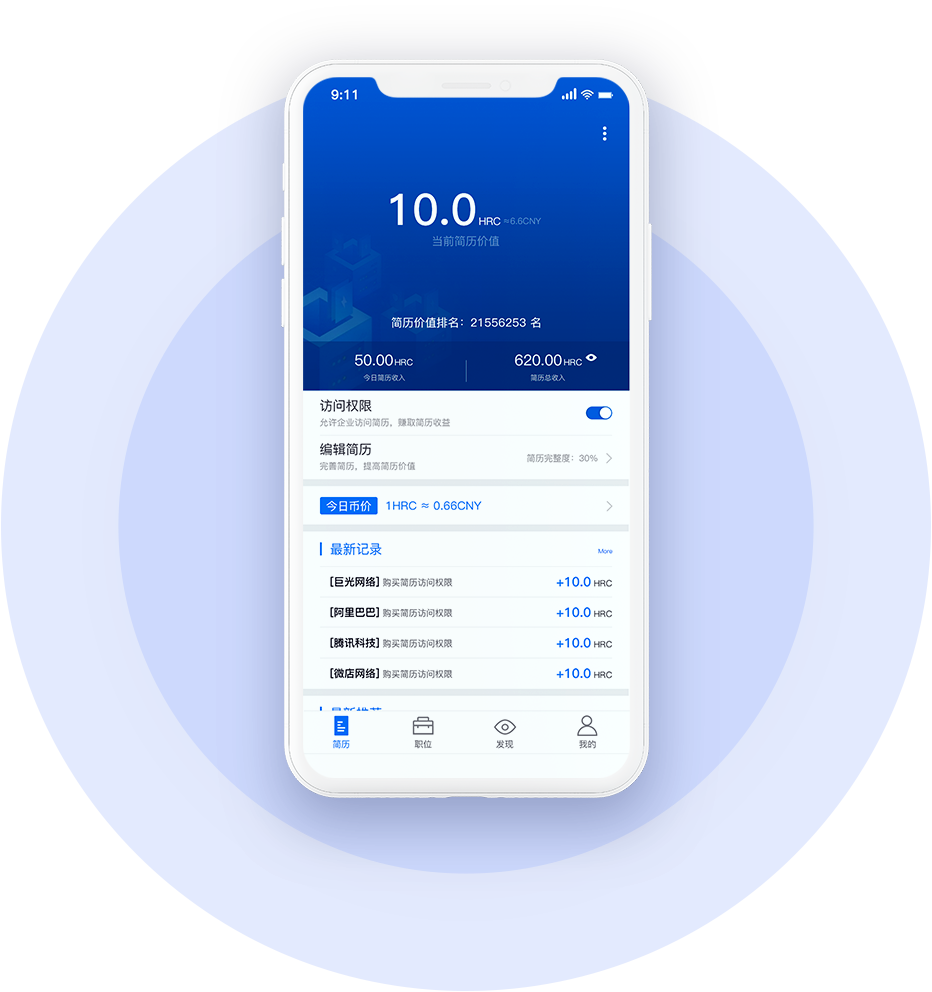 9:11
10.0 HRC ≈6.6CNY
当前简历价值
简历价值排名：21556253 名
50.00HRC 620.00HRC
今日简历收入 简历总收入
访问权限
允许企业访问简历，赚取简历收益
编辑简历
完善简历，提高简历价值 简历完整度：30%
今日币价 1HRC ≈ 0.66CNY
最新记录 More
[巨光网络] 购买简历访问权限 +10.0 HRC
[阿里巴巴] 购买简历访问权限 +10.0 HRC
[腾讯科技] 购买简历访问权限 +10.0 HRC
[微店网络] 购买简历访问权限 +10.0 HRC
最新推荐
简历 职位 发现 我的